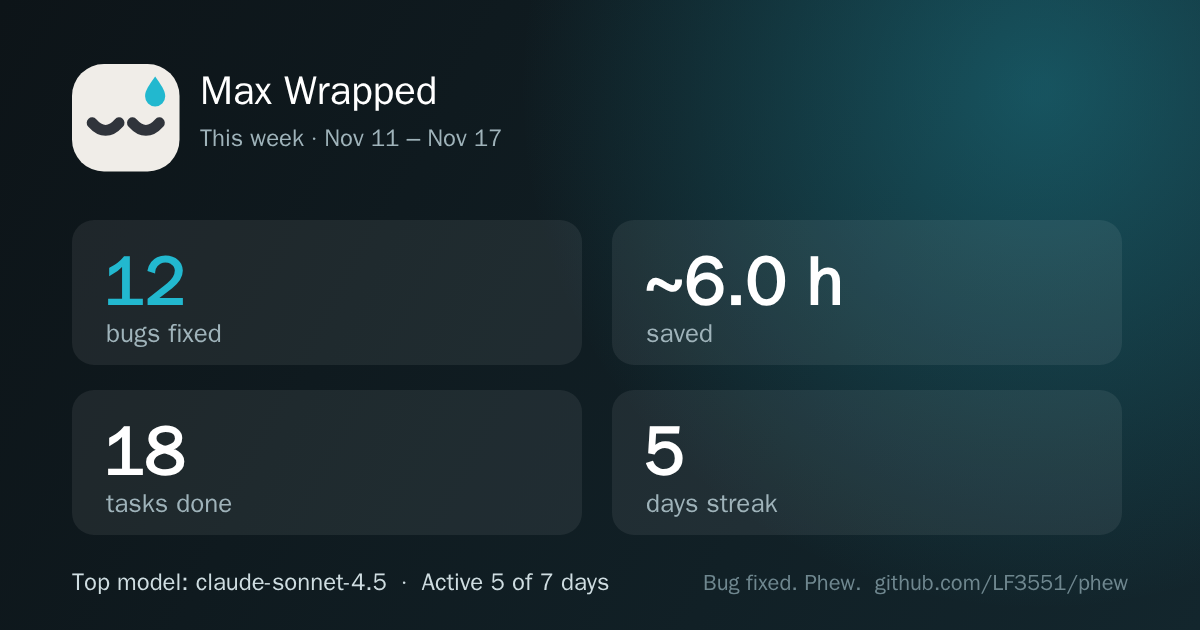 Max Wrapped
This week · Nov 11 – Nov 17
12
bugs fixed
~6.0 h
saved
18
tasks done
5
days streak
Top model: claude-sonnet-4.5 · Active 5 of 7 days
Bug fixed. Phew. github.com/LF3551/phew